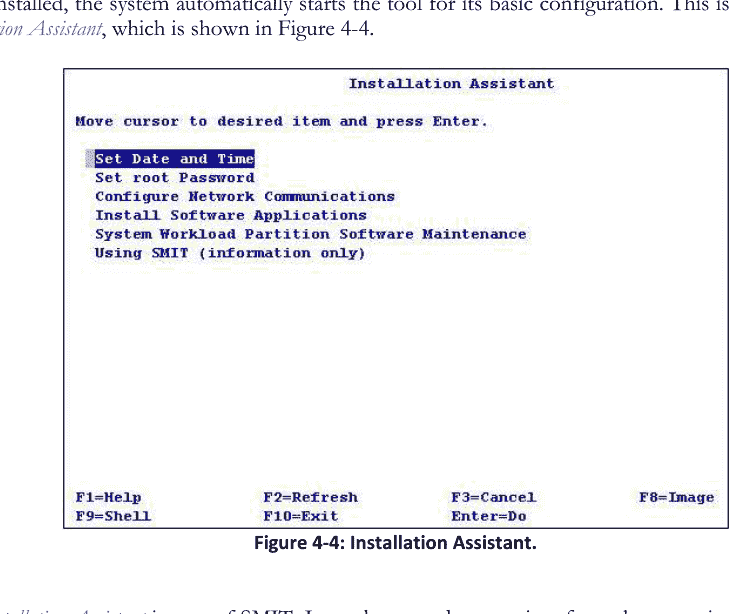 the system automatically starts the tool for its basic configuration. This is
Assistant, which is shown in Figure 4-4.
Installation Assistant
Move cursor to desired item and press Enter.
Set Date and Time
Set root Password
Configure Network Communications
Install Software Applications
System Workload Partition Software Maintenance
Using SMIT (information only)
F1=Help F2=Refresh F3=Cancel F8=Image
F9=Shell F10=Exit Enter=Do
Figure 4-4: Installation Assistant.